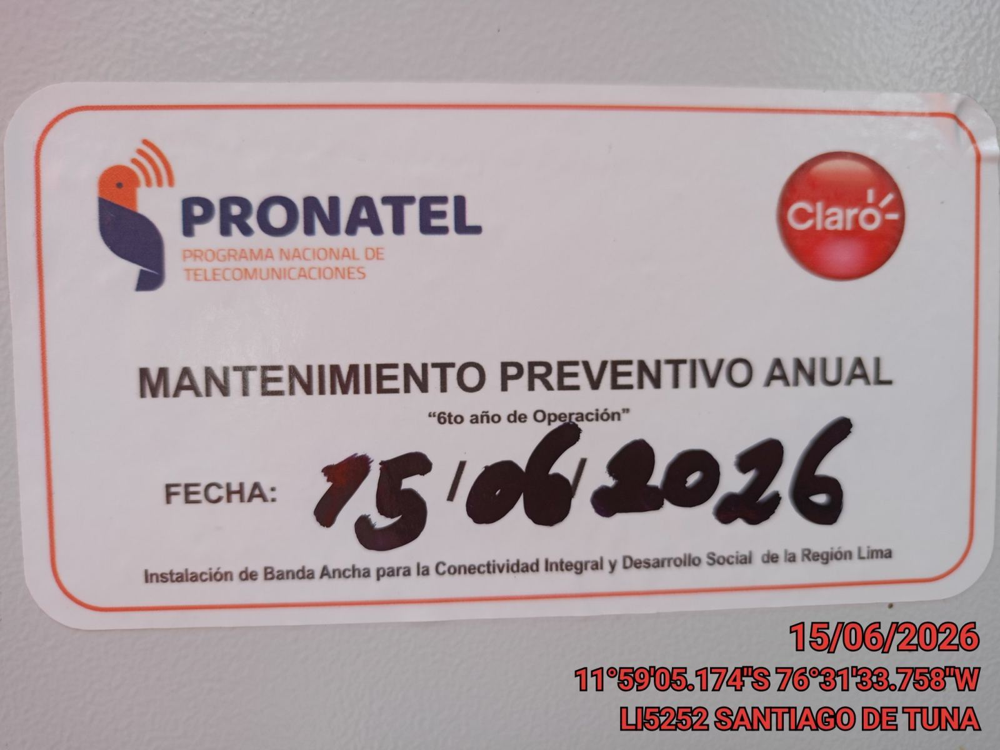 PRONATEL
PROGRAMA NACIONAL DE
TELECOMUNICACIONES
Claro
MANTENIMIENTO PREVENTIVO ANUAL
“6to año de Operación”
FECHA: 15/06/2026
Instalación de Banda Ancha para la Conectividad Integral y Desarrollo Social de la Región Lima
15/06/2026
11°59'05.174"S 76°31'33.758"W
LI5252 SANTIAGO DE TUNA